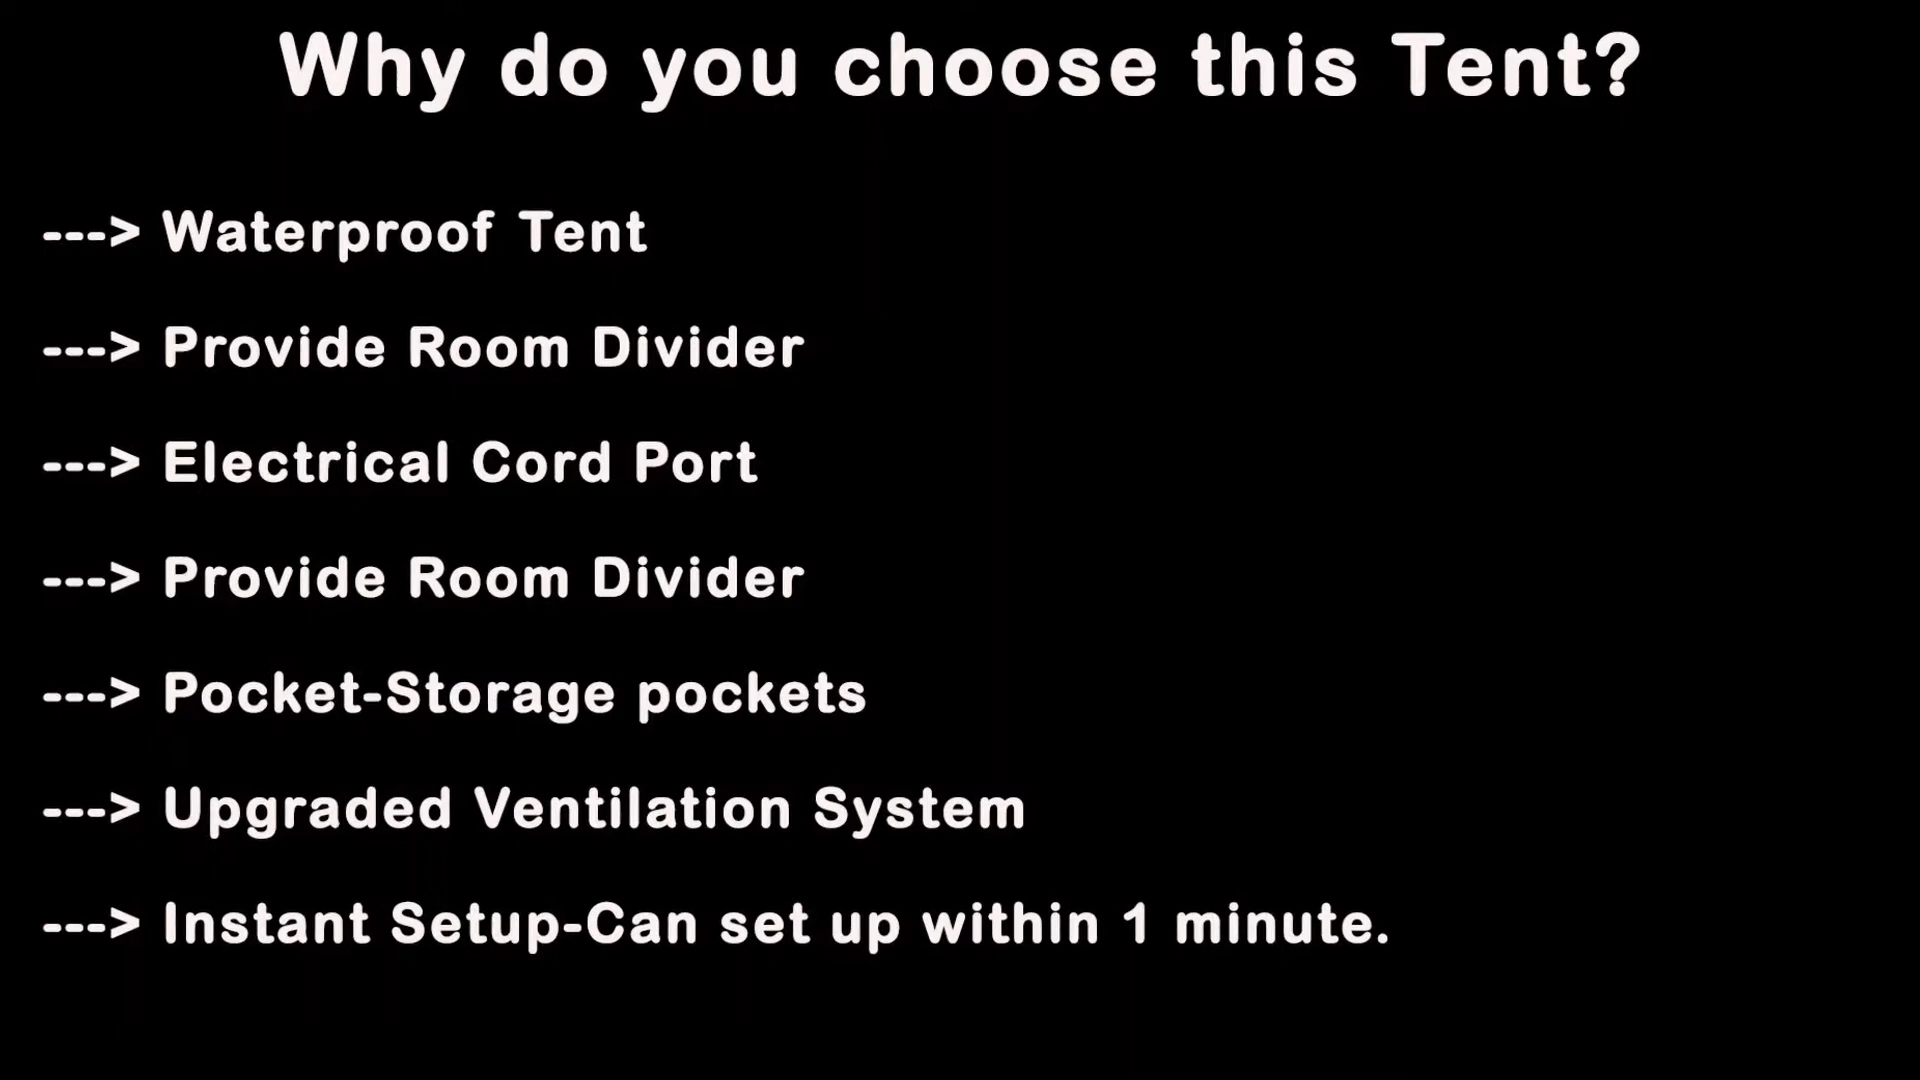 Why do you choose this Tent?
---> Waterproof Tent
---> Provide Room Divider
---> Electrical Cord Port
---> Provide Room Divider
---> Pocket-Storage pockets
---> Upgraded Ventilation System
---> Instant Setup-Can set up within 1 minute.